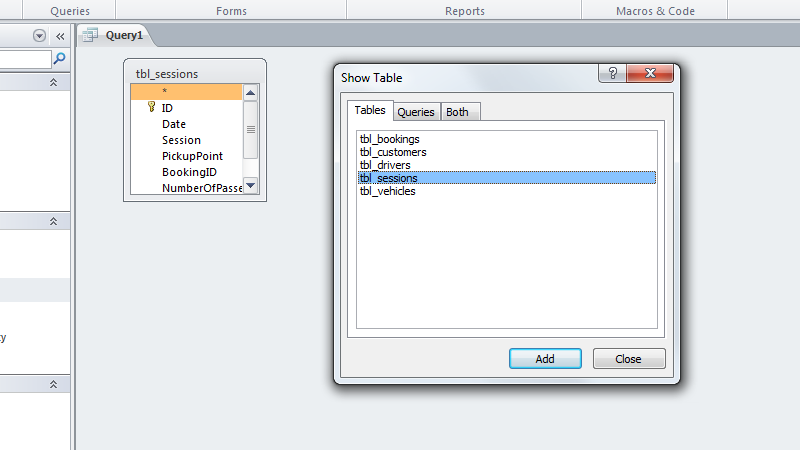 Queries Forms Reports Macros & Code
Query1
tbl_sessions
*
ID
Date
Session
PickupPoint
BookingID
NumberOfPasse
Show Table
?
Tables Queries Both
tbl_bookings
tbl_customers
tbl_drivers
tbl_sessions
tbl_vehicles
Add Close